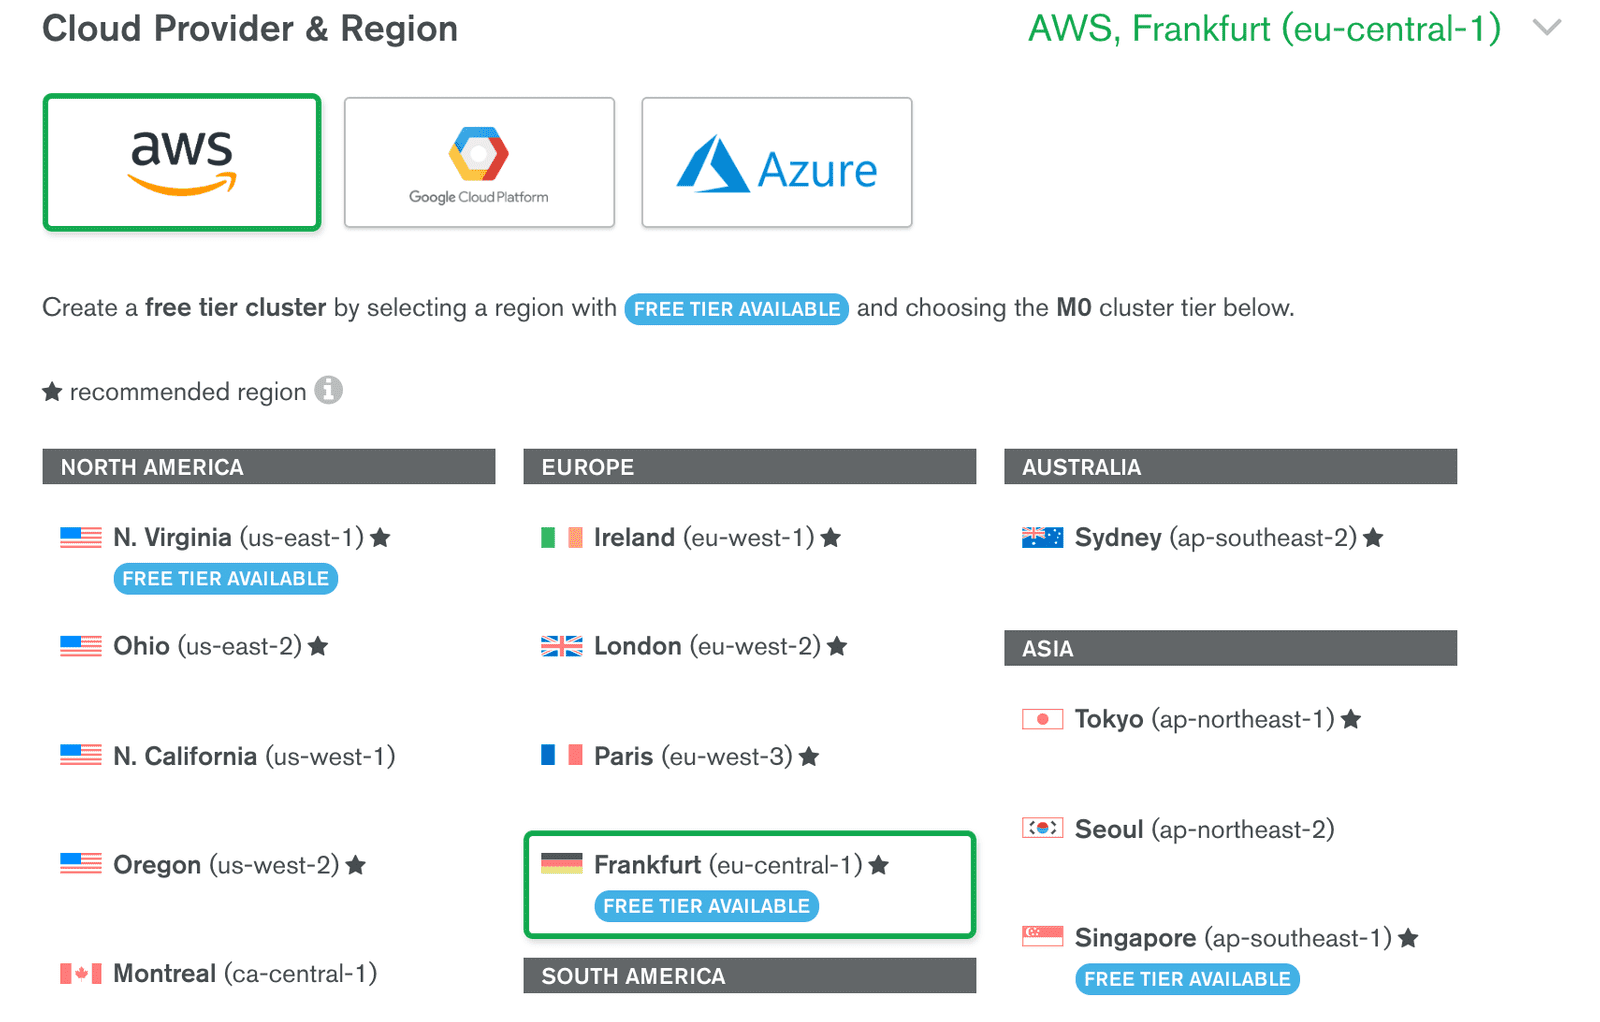 Cloud Provider & Region
AWS, Frankfurt (eu-central-1)
aws
Google Cloud Platform
Azure
Create a free tier cluster by selecting a region with FREE TIER AVAILABLE and choosing the M0 cluster tier below.
★ recommended region i
NORTH AMERICA
N. Virginia (us-east-1) ★
FREE TIER AVAILABLE
Ohio (us-east-2) ★
N. California (us-west-1)
Oregon (us-west-2) ★
Montreal (ca-central-1)
EUROPE
Ireland (eu-west-1) ★
London (eu-west-2) ★
Paris (eu-west-3) ★
Frankfurt (eu-central-1) ★
FREE TIER AVAILABLE
SOUTH AMERICA
AUSTRALIA
Sydney (ap-southeast-2) ★
ASIA
Tokyo (ap-northeast-1) ★
Seoul (ap-northeast-2)
Singapore (ap-southeast-1) ★
FREE TIER AVAILABLE